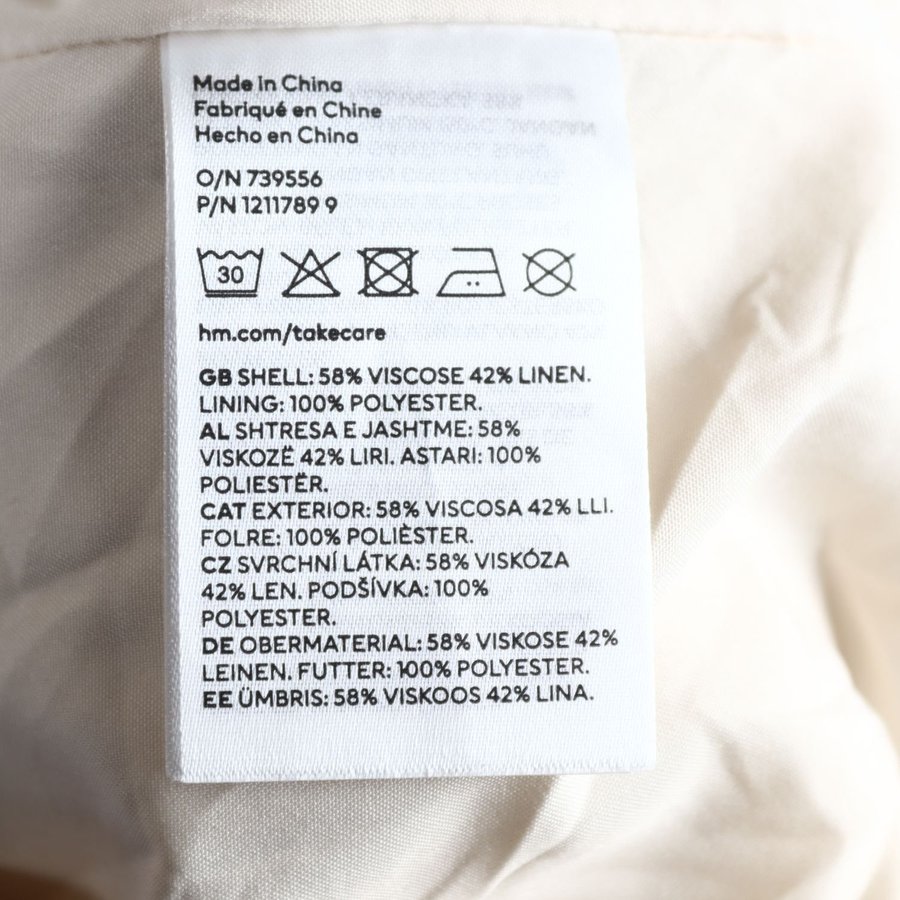 Made in China
Fabriqué en Chine
Hecho en China
O/N 739556
P/N 1211789 9
30
hm.com/takecare
GB SHELL: 58% VISCOSE 42% LINEN.
LINING: 100% POLYESTER.
AL SHTRESA E JASHTME: 58%
VISKOZË 42% LIRI. ASTARI: 100%
POLIESTËR.
CAT EXTERIOR: 58% VISCOSA 42% LLI.
FOLRE: 100% POLIÈSTER.
CZ SVRCHNÍ LÁTKA: 58% VISKÓZA
42% LEN. PODŠÍVKA: 100%
POLYESTER.
DE OBERMATERIAL: 58% VISKOSE 42%
LEINEN. FUTTER: 100% POLYESTER.
EE ÜMBRIS: 58% VISKOOS 42% LINA.